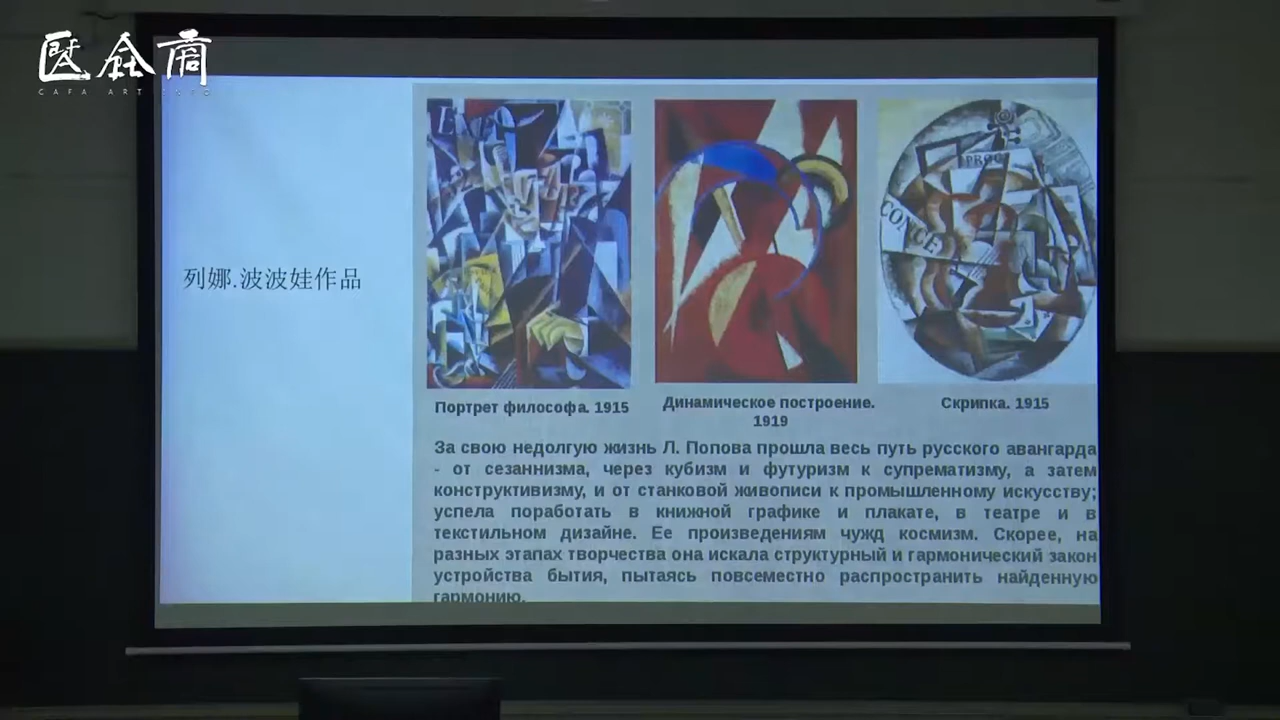 CAFA ART INFO
列娜.波波娃作品
PROG
CONCE
Портрет философа. 1915
Динамическое построение.
1919
Скрипка. 1915
За свою недолгую жизнь Л. Попова прошла весь путь русского авангарда
- от сезаннизма, через кубизм и футуризм к супрематизму, а затем
конструктивизму, и от станковой живописи к промышленному искусству;
успела поработать в книжной графике и плакате, в театре и в
текстильном дизайне. Ее произведениям чужд космизм. Скорее, на
разных этапах творчества она искала структурный и гармонический закон
устройства бытия, пытаясь повсеместно распространить найденную
гармонию.